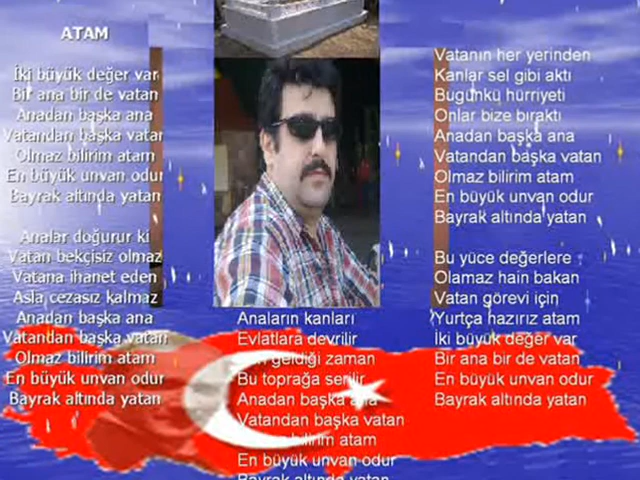 ATAM
İki büyük değer var
Bir ana bir de vatan
Anadan başka ana
Vatandan başka vatan
Olmaz bilirim atam
En büyük unvan odur
Bayrak altında yatan
Analar doğurur ki
Vatan bekçisiz olmaz
Vatana ihanet eden
Asla cezasız kalmaz
Anadan başka ana
Vatandan başka vatan
Olmaz bilirim atam
En büyük unvan odur
Bayrak altında yatan
Anaların kanları
Evlatlara devrilir
geldiği zaman
Bu toprağa serilir
Anadan başka ana
Vatandan başka vatan
bilirim atam
En büyük unvan odur
Bayrak altında yatan
Vatanın her yerinden
Kanlar sel gibi aktı
Bugünkü hürriyeti
Onlar bize bıraktı
Anadan başka ana
Vatandan başka vatan
Olmaz bilirim atam
En büyük unvan odur
Bayrak altında yatan
Bu yüce değerlere
Olamaz hain bakan
Vatan görevi için
Yurtça hazırız atam
İki büyük değer var
Bir ana bir de vatan
En büyük unvan odur
Bayrak altında yatan